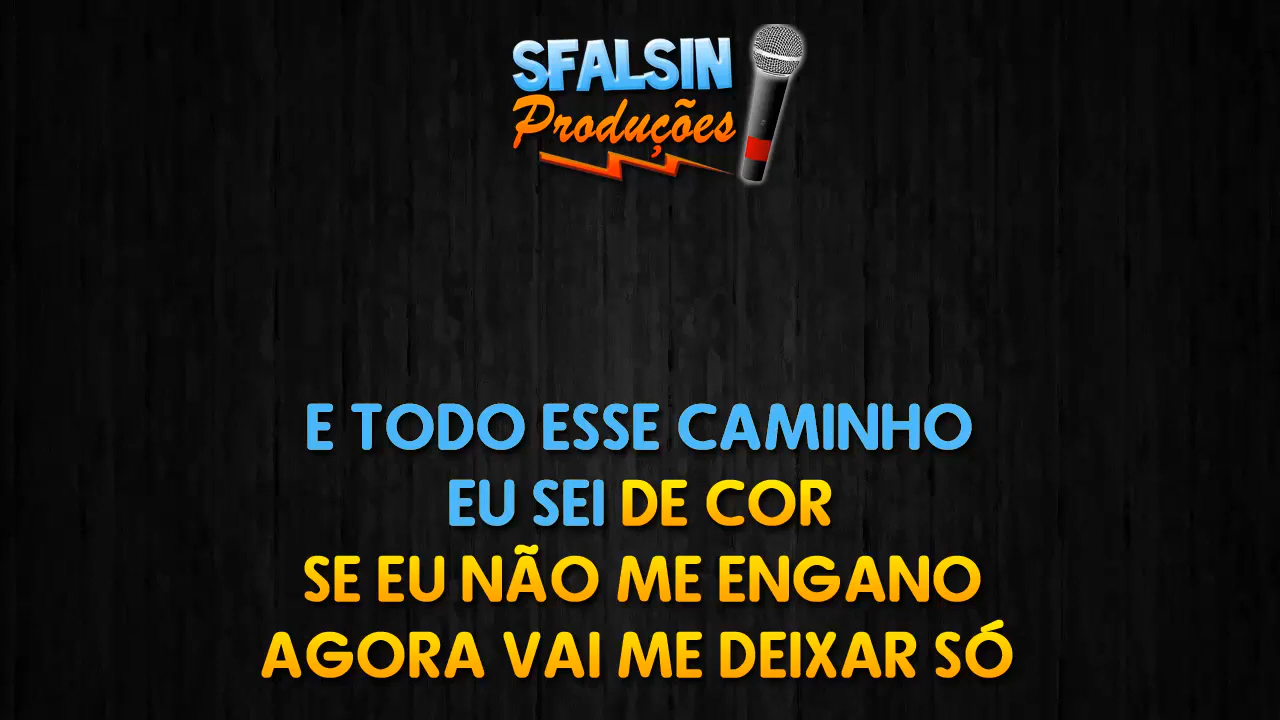 SFALSIN
Produções
E TODO ESSE CAMINHO
EU SEI DE COR
SE EU NÃO ME ENGANO
AGORA VAI ME DEIXAR SÓ